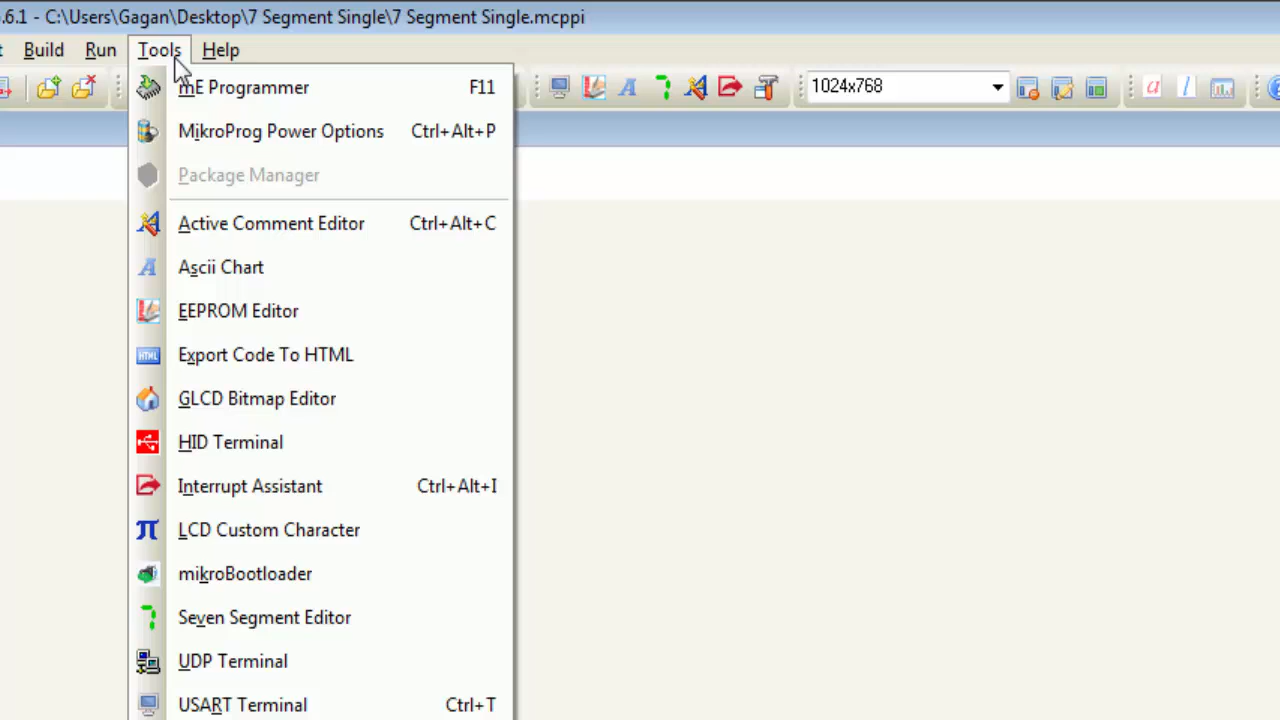 .6.1 - C:\Users\Gagan\Desktop\7 Segment Single\7 Segment Single.mcppi
t Build Run Tools Help
mE Programmer F11
1024x768
MikroProg Power Options Ctrl+Alt+P
Package Manager
Active Comment Editor Ctrl+Alt+C
Ascii Chart
EEPROM Editor
HTML Export Code To HTML
GLCD Bitmap Editor
HID Terminal
Interrupt Assistant Ctrl+Alt+I
LCD Custom Character
mikroBootloader
Seven Segment Editor
UDP Terminal
USART Terminal Ctrl+T